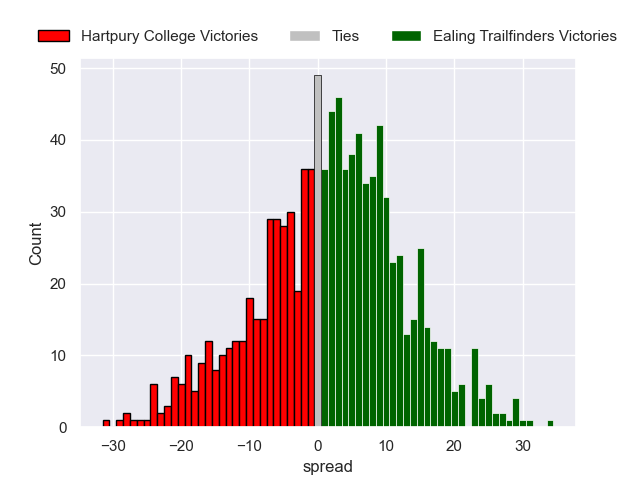 Hartpury College Victories Ties Ealing Trailfinders Victories
50
40
30
20
10
0
Count
−30 −20 −10 0 10 20 30
spread